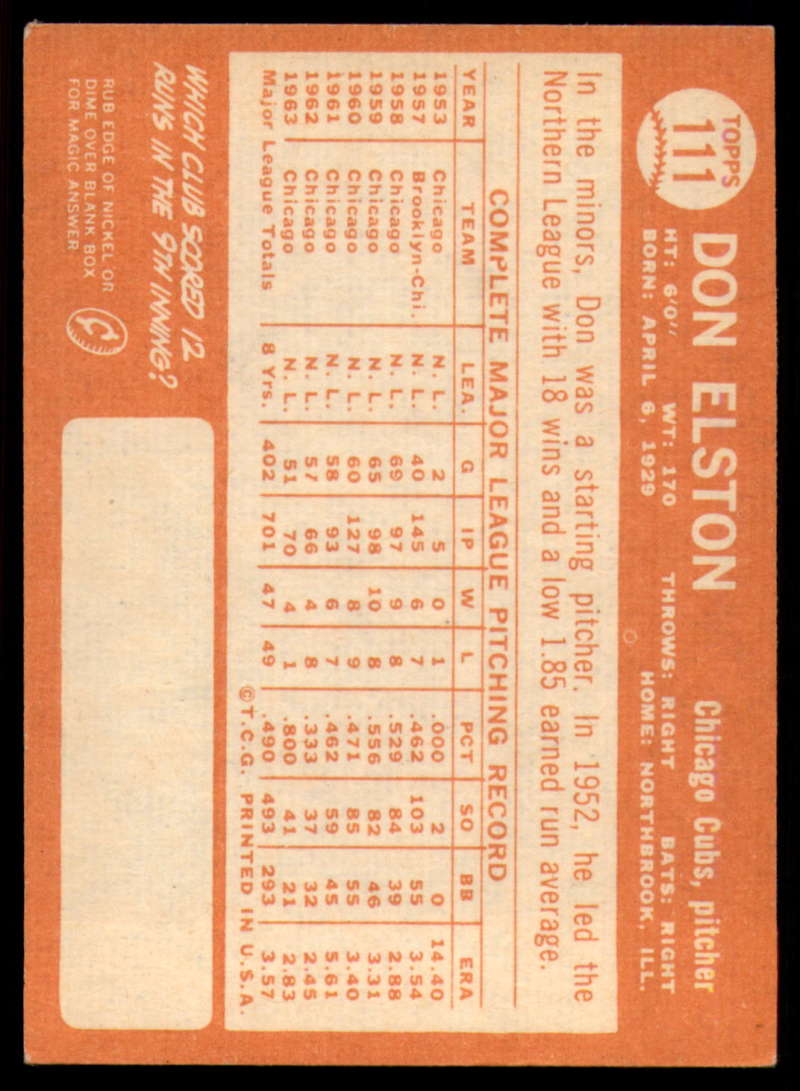 TOPPS
111
DON ELSTON
Chicago Cubs, pitcher
HT: 6'0" WT: 170 THROWS: RIGHT BATS: RIGHT
BORN: APRIL 6, 1929 HOME: NORTHBROOK, ILL.
In the minors, Don was a starting pitcher. In 1952, he led the
Northern League with 18 wins and a low 1.85 earned run average.
COMPLETE MAJOR LEAGUE PITCHING RECORD
YEAR TEAM LEA. G IP W L PCT SO BB ERA
1953 Chicago N. L. 2 5 0 1 .000 2 0 14.40
1957 Brooklyn-Chi. N. L. 40 145 6 7 .462 103 55 3.54
1958 Chicago N. L. 69 97 9 8 .529 84 39 2.88
1959 Chicago N. L. 65 98 10 8 .556 82 46 3.31
1960 Chicago N. L. 60 127 8 9 .471 85 55 3.40
1961 Chicago N. L. 58 93 6 7 .462 59 45 5.61
1962 Chicago N. L. 57 66 4 8 .333 37 32 2.45
1963 Chicago N. L. 51 70 4 1 .800 41 21 2.83
Major League Totals 8 Yrs. 402 701 47 49 .490 493 293 3.57
©T.C.G. PRINTED IN U.S.A.
WHICH CLUB SCORED 12
RUNS IN THE 9TH INNING?
RUB EDGE OF NICKEL OR
DIME OVER BLANK BOX
FOR MAGIC ANSWER